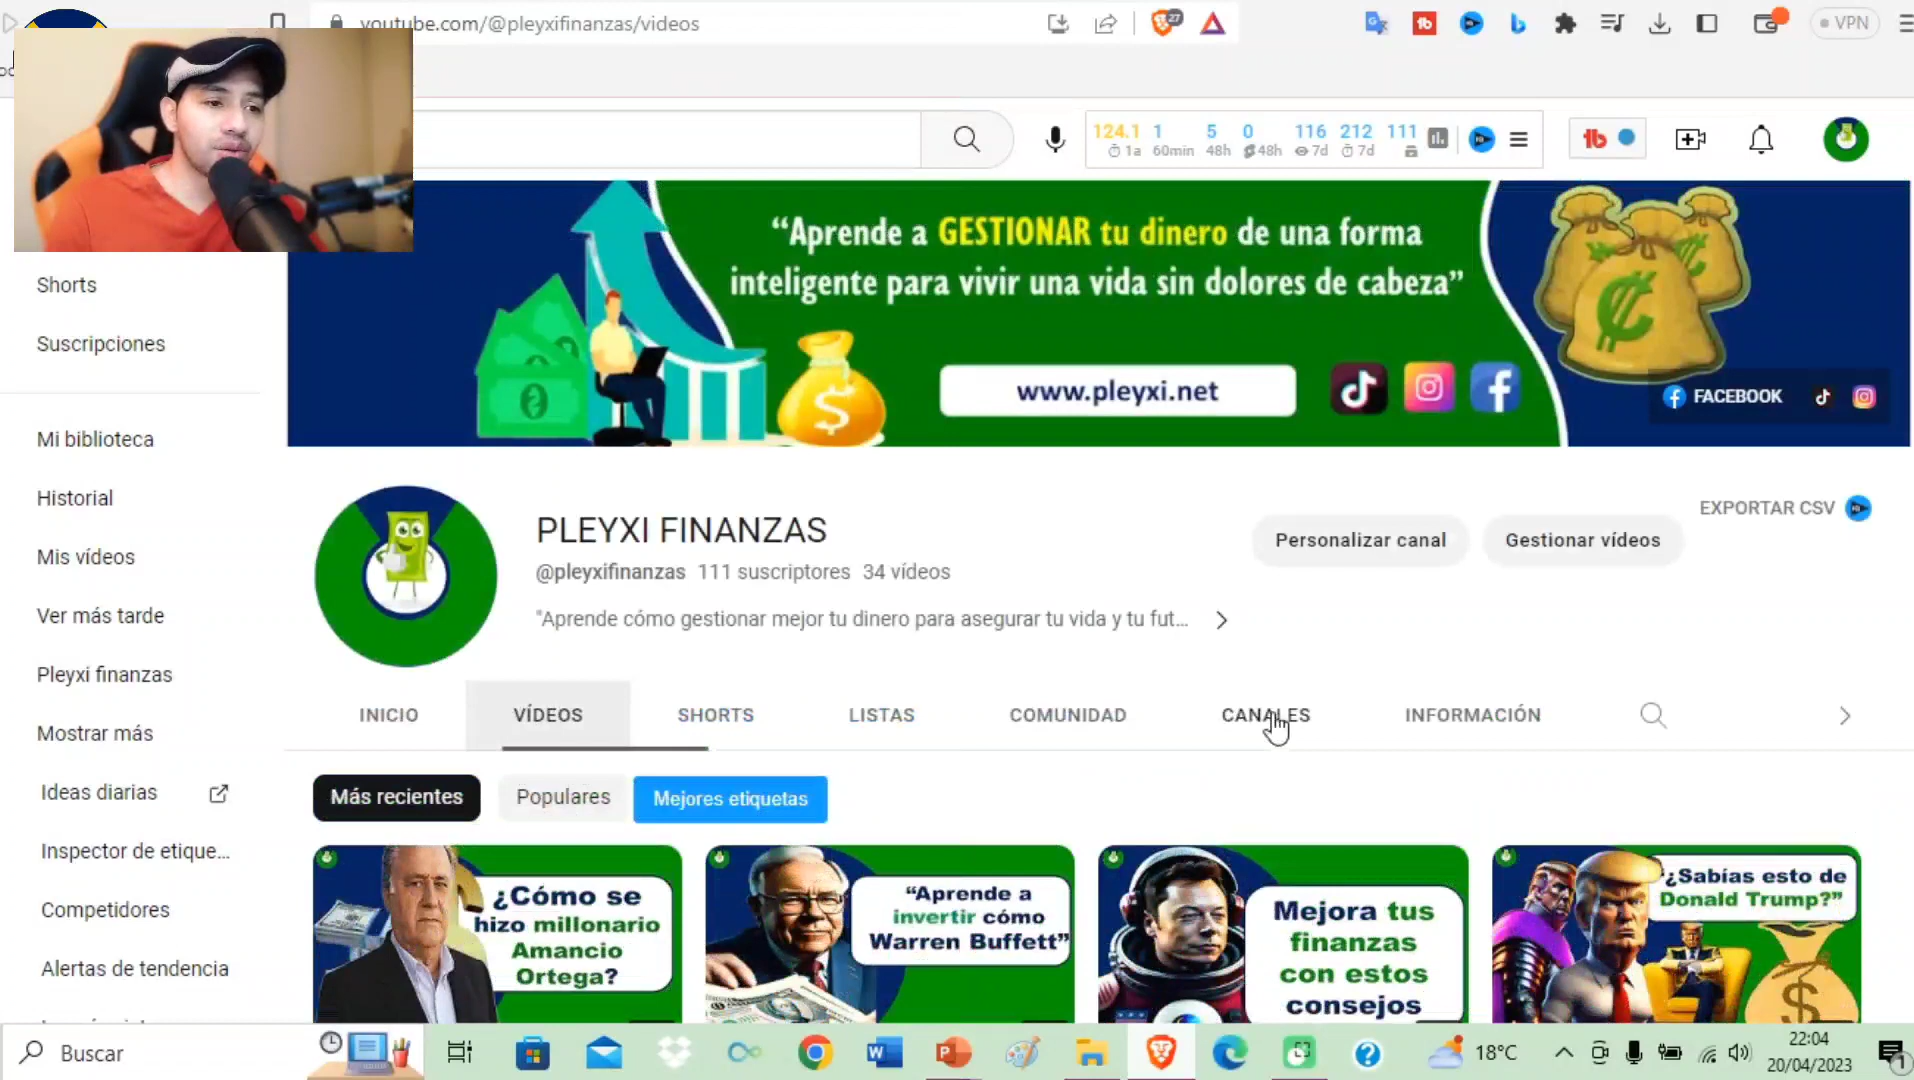 youtube.com/@pleyxifinanzas/videos
27
VPN
124.1 1 5 0 116 212 111
1a 60min 48h 48h 7d 7d
tb
“Aprende a GESTIONAR tu dinero de una forma
inteligente para vivir una vida sin dolores de cabeza”
www.pleyxi.net
FACEBOOK
Shorts
Suscripciones
Mi biblioteca
Historial
Mis vídeos
Ver más tarde
Pleyxi finanzas
Mostrar más
Ideas diarias
Inspector de etique...
Competidores
Alertas de tendencia
PLEYXI FINANZAS
@pleyxifinanzas 111 suscriptores 34 vídeos
"Aprende cómo gestionar mejor tu dinero para asegurar tu vida y tu fut...
Personalizar canal
Gestionar vídeos
EXPORTAR CSV
INICIO
VÍDEOS
SHORTS
LISTAS
COMUNIDAD
CANALES
INFORMACIÓN
Más recientes
Populares
Mejores etiquetas
¿Cómo se
hizo millonario
Amancio
Ortega?
“Aprende a
invertir cómo
Warren Buffett”
Mejora tus
finanzas
con estos
consejos
¿Sabías esto de
Donald Trump?”
Buscar
18°C
22:04
20/04/2023
1